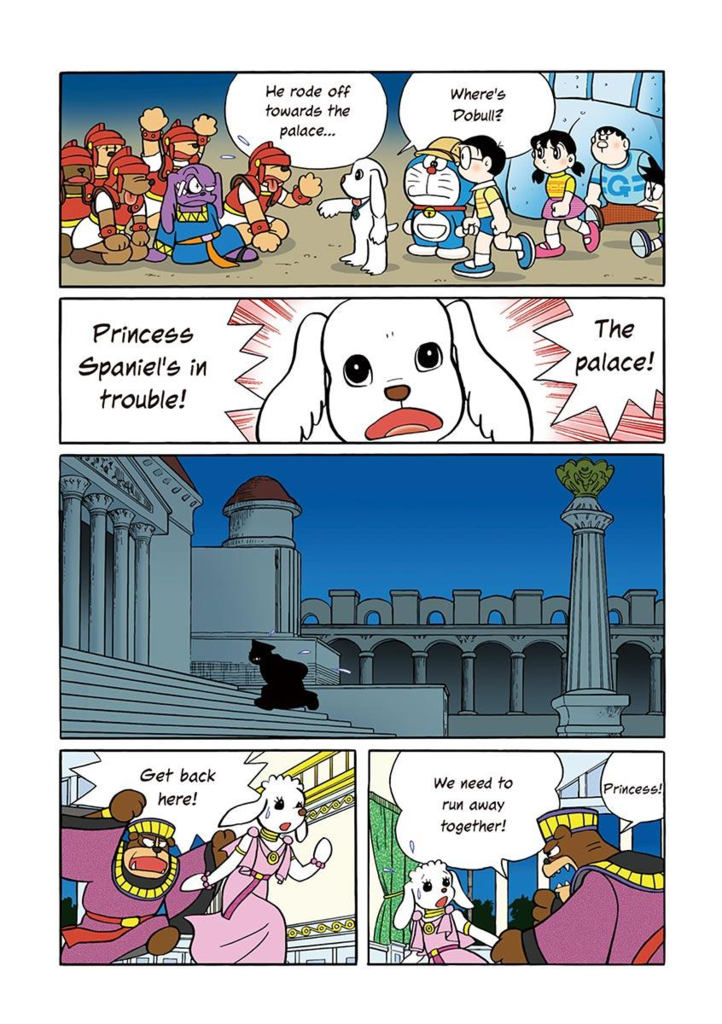 Where's
Dobull?
He rode off
towards the
palace...
G
The
palace!
Princess
Spaniel's in
trouble!
Princess!
We need to
run away
together!
Get back
here!